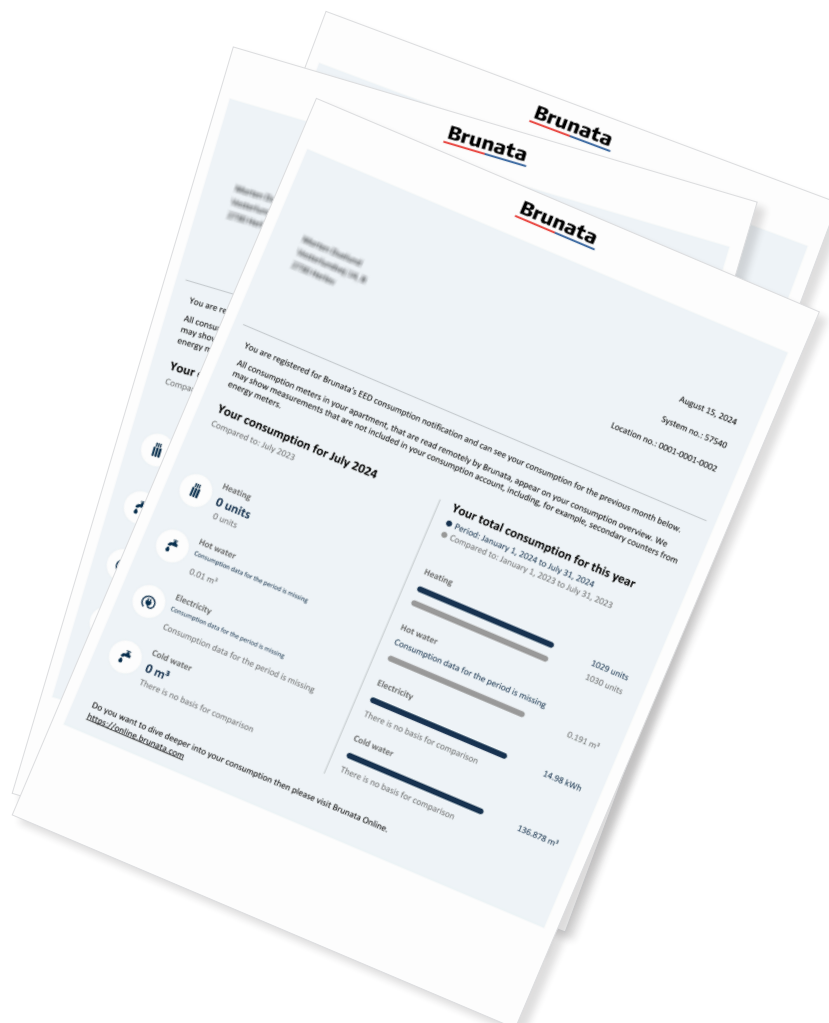 Brunata
Brunata
Brunata
You are re
All consu
may sho
energy m
Your
Compa
August 15, 2024
System no.: 57540
Location no.: 0001-0001-0002
You are registered for Brunata's EED consumption notification and can see your consumption for the previous month below.
All consumption meters in your apartment, that are read remotely by Brunata, appear on your consumption overview. We
may show measurements that are not included in your consumption account, including, for example, secondary counters from
energy meters.
Your consumption for July 2024
Compared to: July 2023
Heating
0 units
0 units
Hot water
Consumption data for the period is missing
0.01 m³
Electricity
Consumption data for the period is missing
Consumption data for the period is missing
Cold water
0 m³
There is no basis for comparison
Your total consumption for this year
Period: January 1, 2024 to July 31, 2024
Compared to: January 1, 2023 to July 31, 2023
Heating
1029 units
1030 units
Hot water
Consumption data for the period is missing
0.191 m³
Electricity
14.98 kWh
There is no basis for comparison
Cold water
136.878 m³
There is no basis for comparison
Do you want to dive deeper into your consumption then please visit Brunata Online.
https://online.brunata.com